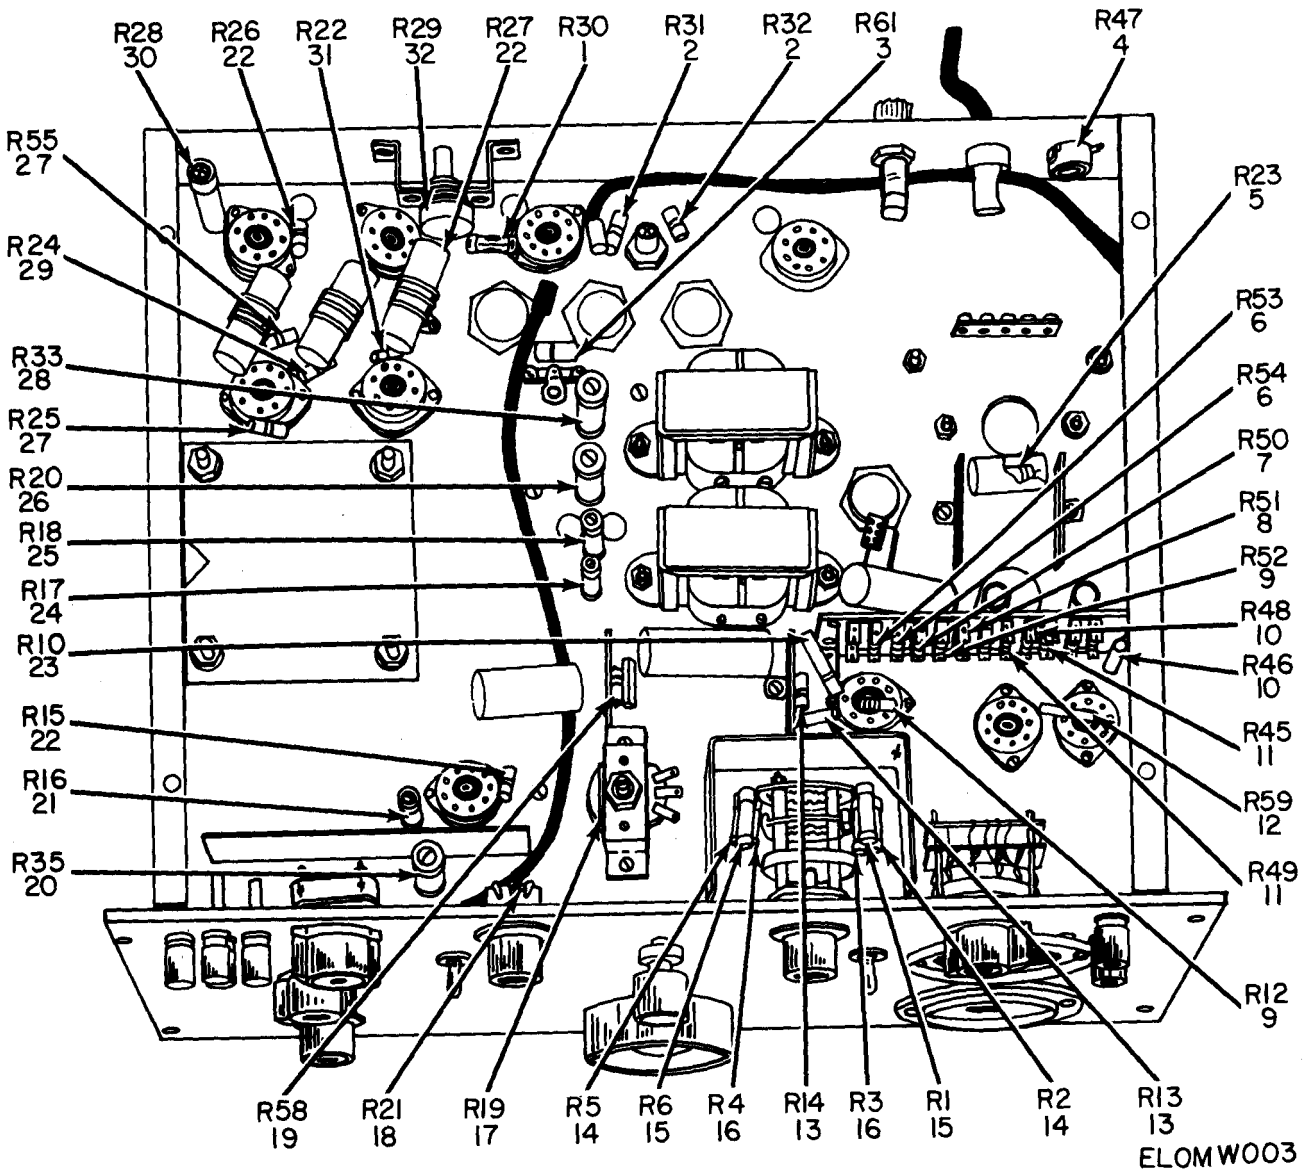 R28 R26 R22 R29 R27 R30 R31 R32 R61 R47
30 22 31 32 22 1 2 2 3 4
R55
27
R24
29
R33
28
R25
27
R20
26
R18
25
R17
24
R10
23
R15
22
R16
21
R35
20
R23
5
R53
6
R54
6
R50
7
R51
8
R52
9
R48
10
R46
10
R45
11
R59
12
R49
11
R12
9
R58 R21 R19 R5 R6 R4 R14 R3 R1 R2 R13
19 18 17 14 15 16 13 16 15 14 13
ELOMW003